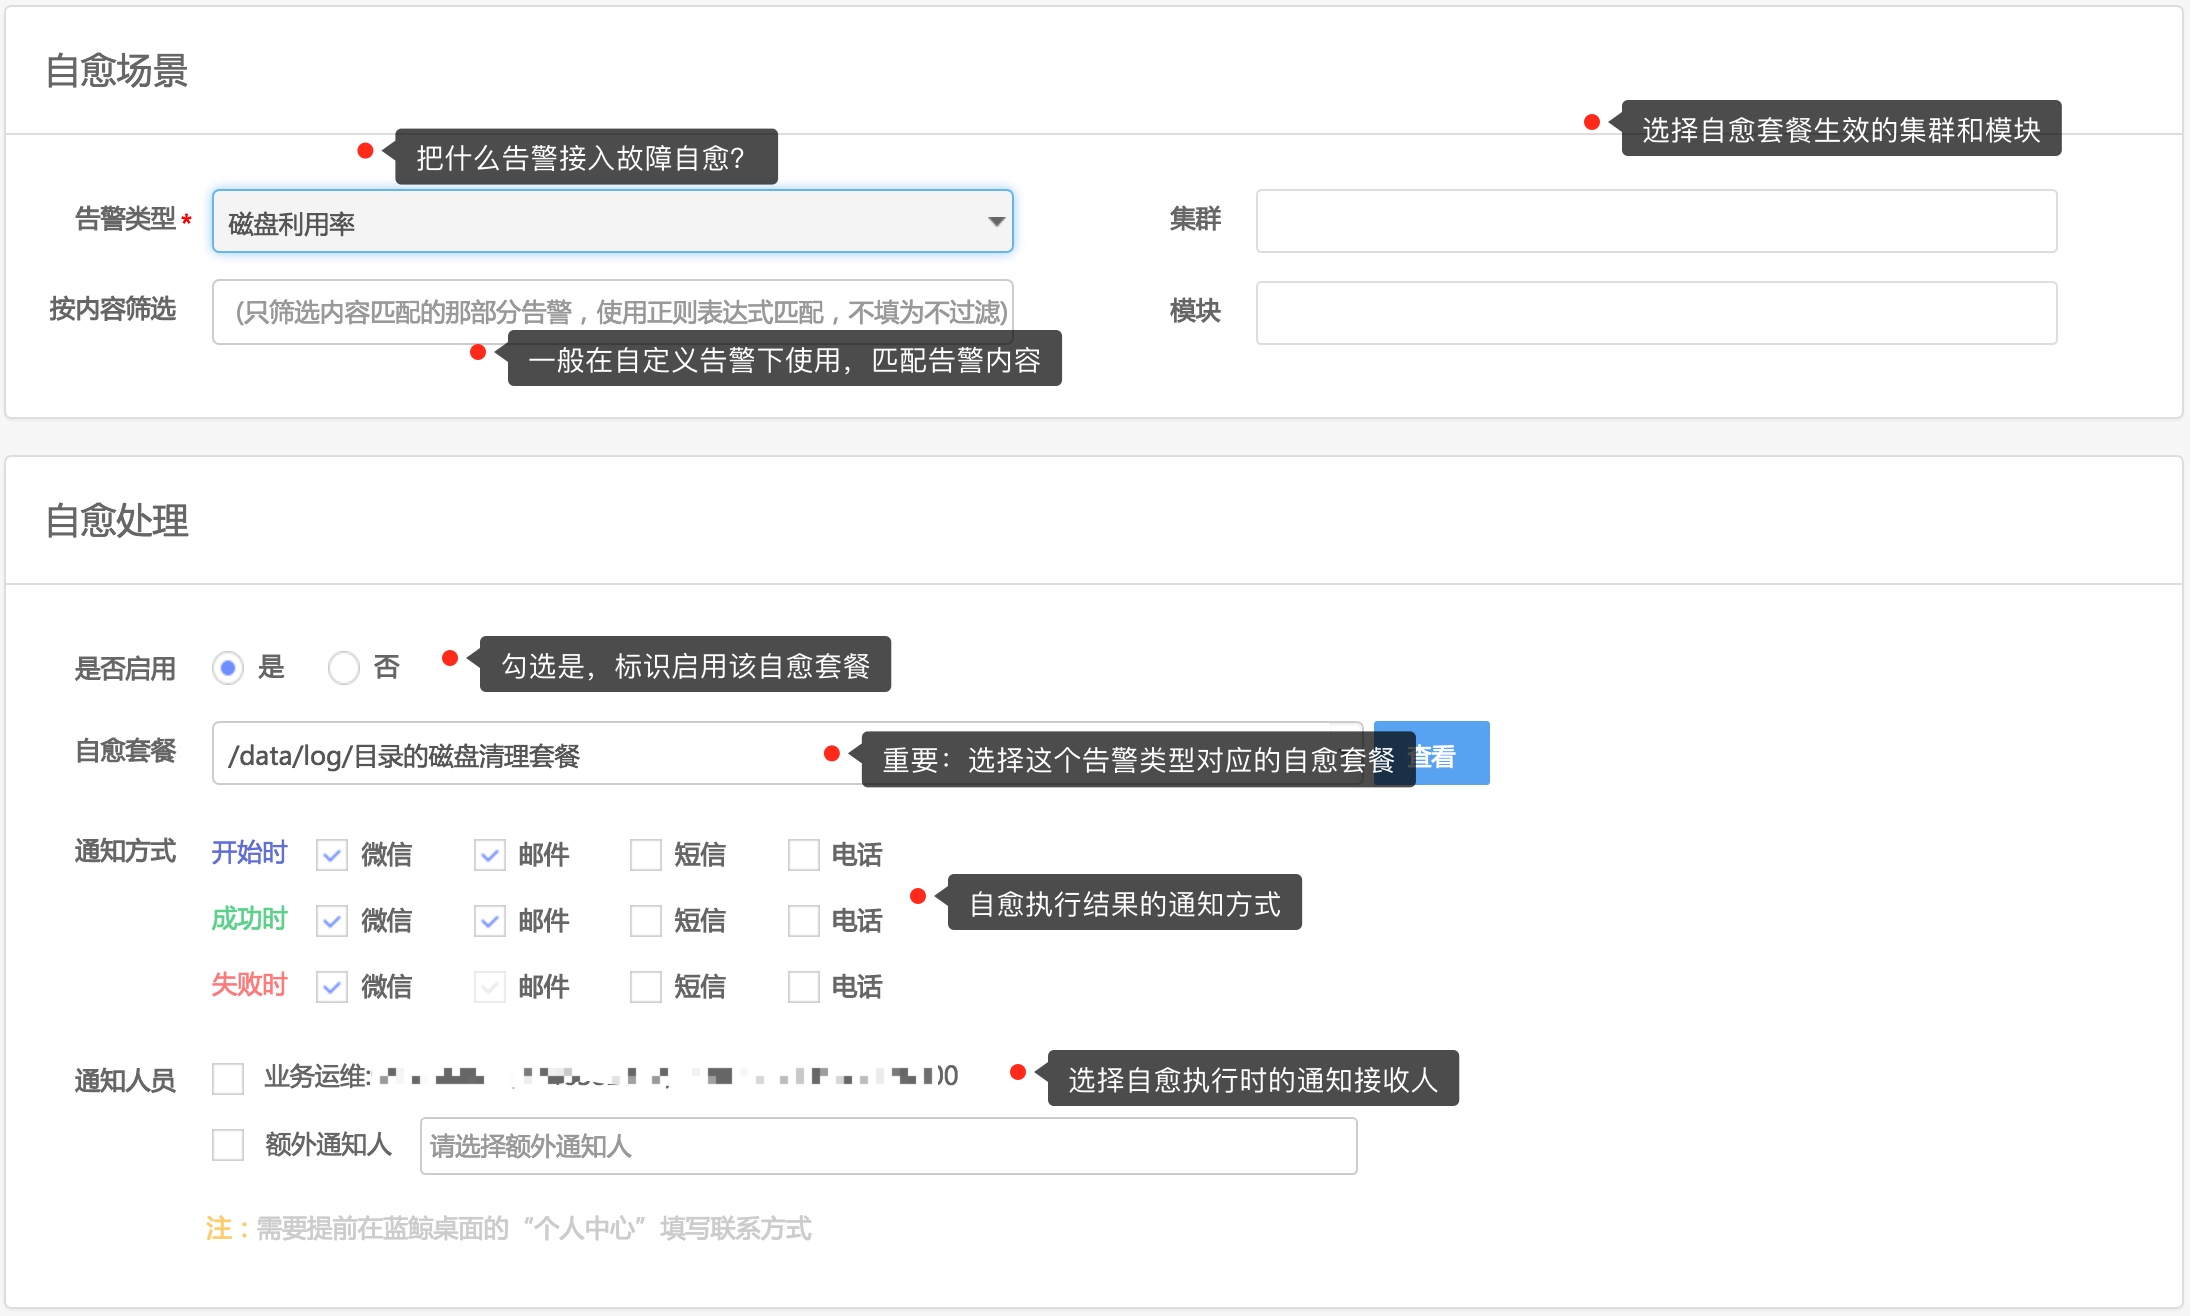 自愈场景
把什么告警接入故障自愈？
选择自愈套餐生效的集群和模块
告警类型*
磁盘利用率
集群
按内容筛选
(只筛选内容匹配的那部分告警，使用正则表达式匹配，不填为不过滤)
模块
一般在自定义告警下使用，匹配告警内容
自愈处理
是否启用 是 否
勾选是，标识启用该自愈套餐
自愈套餐
/data/log/目录的磁盘清理套餐
重要：选择这个告警类型对应的自愈套餐
查看
通知方式 开始时 微信 邮件 短信 电话
自愈执行结果的通知方式
成功时 微信 邮件 短信 电话
失败时 微信 邮件 短信 电话
通知人员 业务运维:
选择自愈执行时的通知接收人
额外通知人 请选择额外通知人
注：需要提前在蓝鲸桌面的“个人中心”填写联系方式